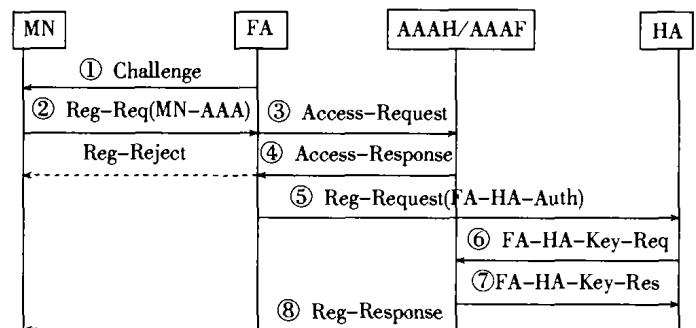 MN FA AAAH/AAAF HA
① Challenge
② Reg-Req(MN-AAA) ③ Access-Request
Reg-Reject ④ Access-Response
⑤ Reg-Request(FA-HA-Auth)
⑥ FA-HA-Key-Req
⑦FA-HA-Key-Res
⑧ Reg-Response